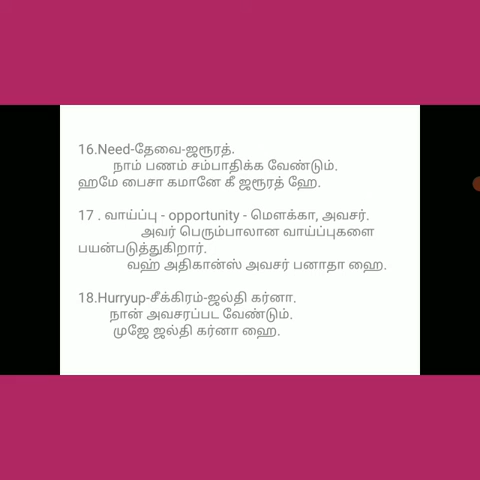 16.Need-தேவை-ஜரூரத்.
நாம் பணம் சம்பாதிக்க வேண்டும்.
ஹமே பைசா கமானே கீ ஜரூரத் ஹே.
17 . வாய்ப்பு - opportunity - மௌக்கா, அவசர்.
அவர் பெரும்பாலான வாய்ப்புகளை
பயன்படுத்துகிறார்.
வஹ் அதிகான்ஸ் அவசர் பனாதா ஹை.
18.Hurryup-சீக்கிரம்-ஜல்தி கர்னா.
நான் அவசரப்பட வேண்டும்.
முஜே ஜல்தி கர்னா ஹை.